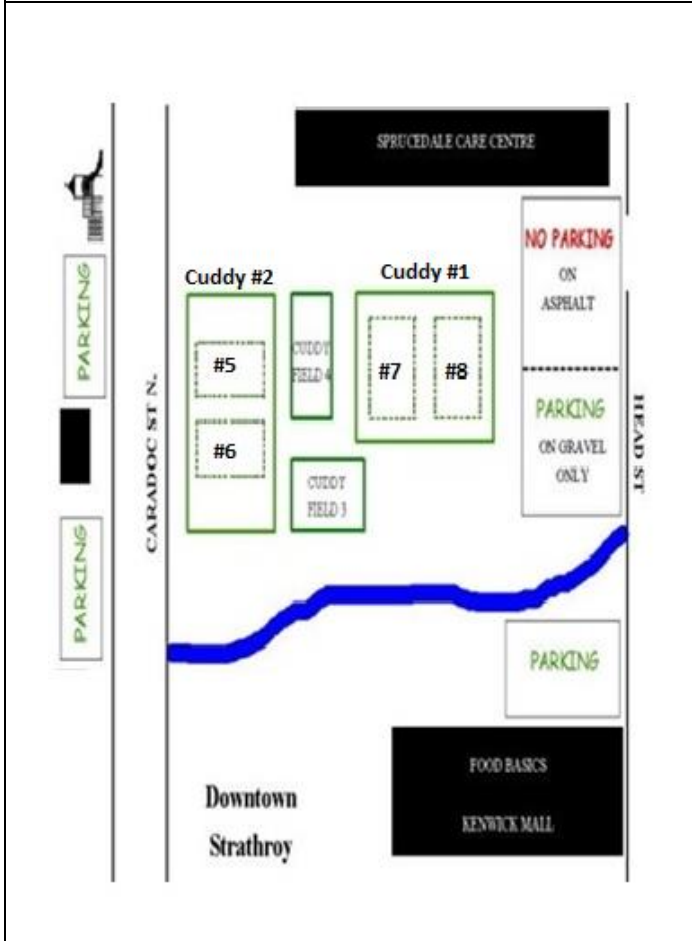 SPRUCEDALE CARE CENTRE
NO PARKING
ON
ASPHALT
Cuddy #2
Cuddy #1
PARKING
#5
CUDDY
FIELD 4
#7
#8
#6
PARKING
ON GRAVEL
ONLY
HEAD ST
CARADOC ST N.
CUDDY
FIELD 3
PARKING
PARKING
FOOD BASICS
KENWICK MALL
Downtown
Strathroy